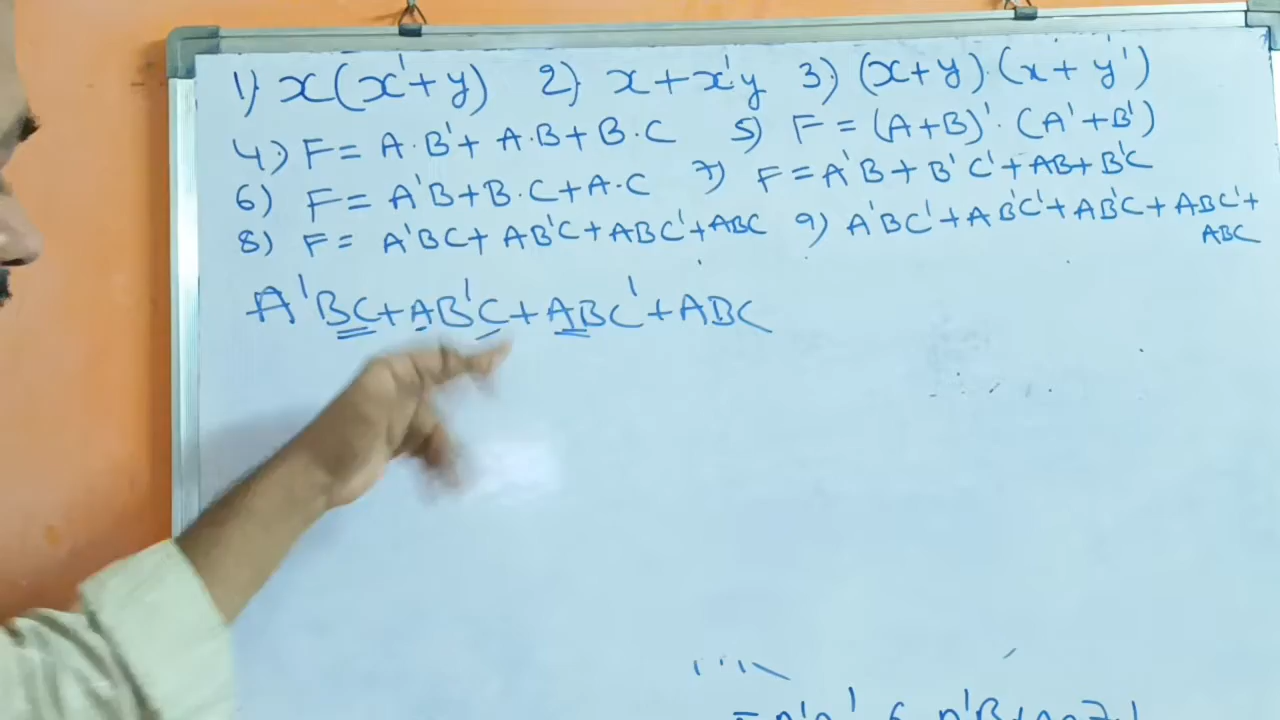 1) x(x'+y) 2) x+x'y 3) (x+y).(x+y')
4) F= A.B'+ A.B+B.C 5) F=(A+B)'.(A'+B')
6) F= A'B+B.C+A.C 7) F=A'B+B'C'+AB+B'C
8) F= A'BC+AB'C+ABC'+ABC 9) A'BC'+AB'C'+AB'C+ABC'+
ABC
A'BC+AB'C+ABC'+ABC